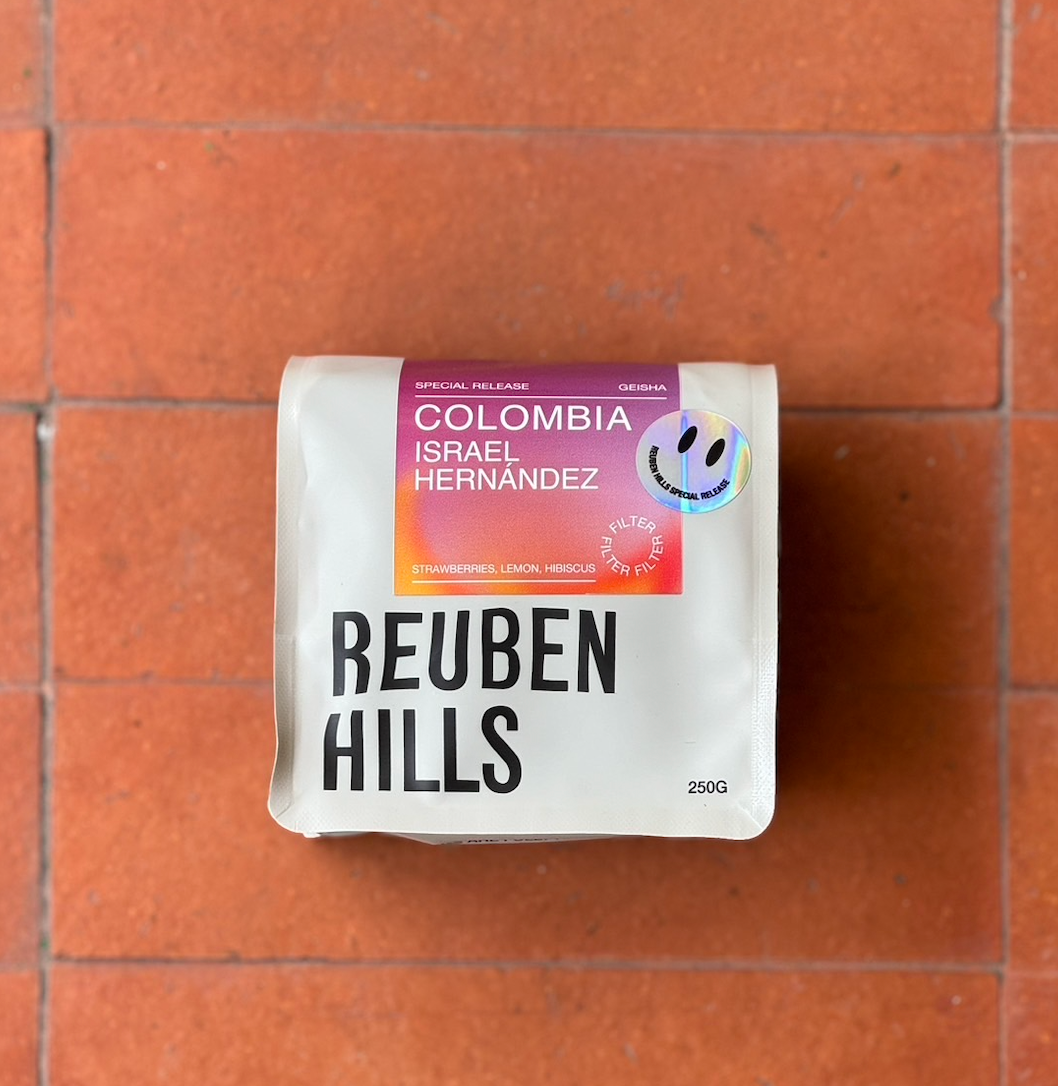 SPECIAL RELEASE GEISHA
COLOMBIA
ISRAEL
HERNÁNDEZ
REUBEN HILLS SPECIAL RELEASE
FILTER FILTER FILTER
STRAWBERRIES, LEMON, HIBISCUS
REUBEN
HILLS
250G